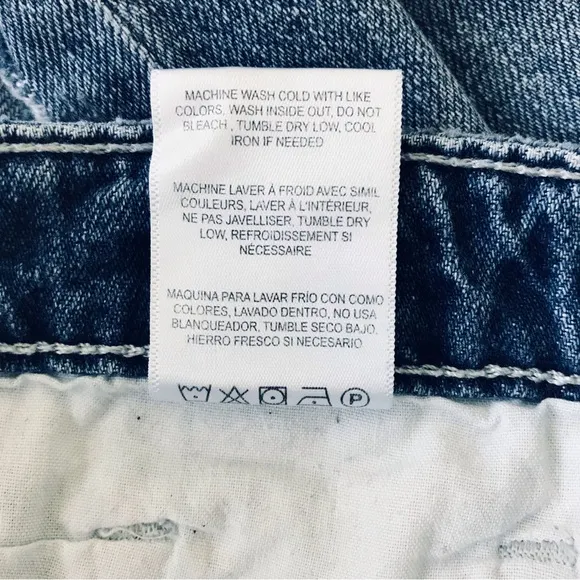 MACHINE WASH COLD WITH LIKE
COLORS, WASH INSIDE OUT, DO NOT
BLEACH , TUMBLE DRY LOW, COOL
IRON IF NEEDED
MACHINE LAVER À FROID AVEC SIMIL
COULEURS, LAVER À L'INTÉRIEUR,
NE PAS JAVELLISER, TUMBLE DRY
LOW, REFROIDISSEMENT SI
NÉCESSAIRE
MAQUINA PARA LAVAR FRÍO CON COMO
COLORES, LAVADO DENTRO, NO USA
BLANQUEADOR, TUMBLE SECO BAJO,
HIERRO FRESCO SI NECESARIO
P